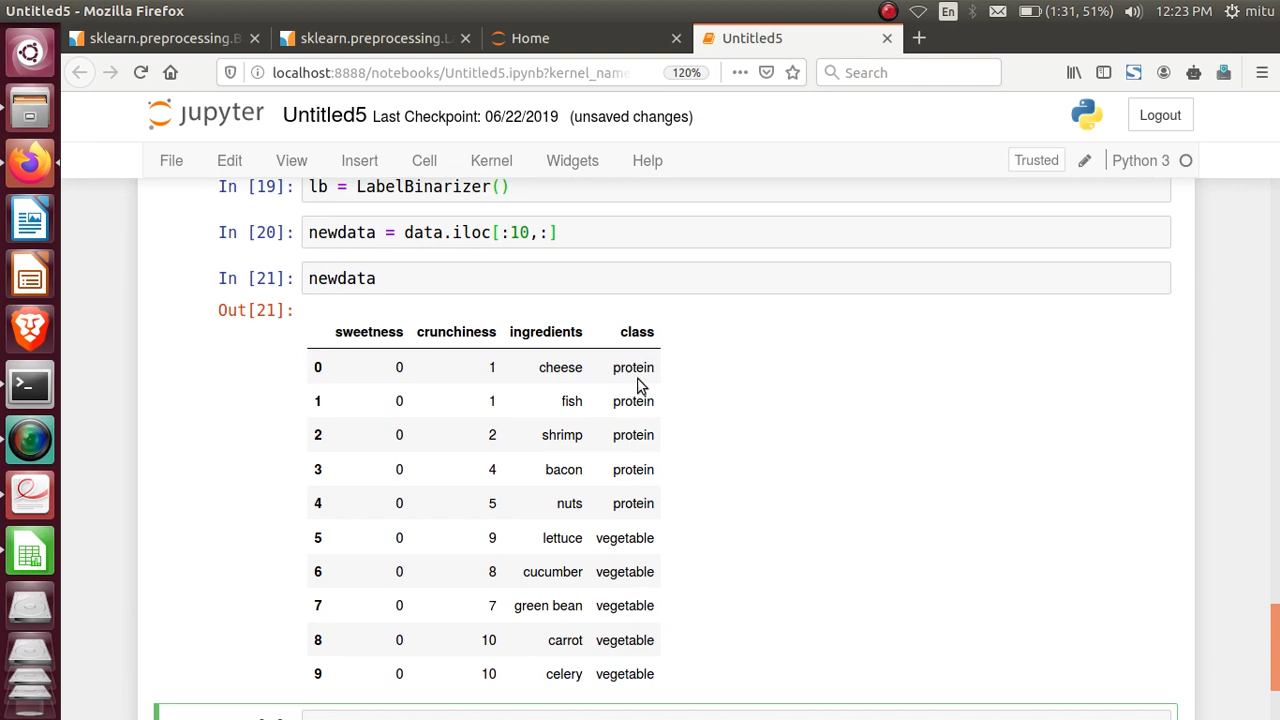 Untitled5 - Mozilla Firefox
En
(1:31, 51%)
12:23 PM
mitu
sklearn.preprocessing.
sklearn.preprocessing.
Home
Untitled5
localhost:8888/notebooks/Untitled5.ipynb?kernel_name
120%
Search
jupyter
Untitled5 Last Checkpoint: 06/22/2019 (unsaved changes)
Logout
File Edit View Insert Cell Kernel Widgets Help
Trusted
Python 3
In [19]: lb = LabelBinarizer()
In [20]: newdata = data.iloc[:10,:]
In [21]: newdata
Out[21]:
sweetness crunchiness ingredients class
0 0 1 cheese protein
1 0 1 fish protein
2 0 2 shrimp protein
3 0 4 bacon protein
4 0 5 nuts protein
5 0 9 lettuce vegetable
6 0 8 cucumber vegetable
7 0 7 green bean vegetable
8 0 10 carrot vegetable
9 0 10 celery vegetable